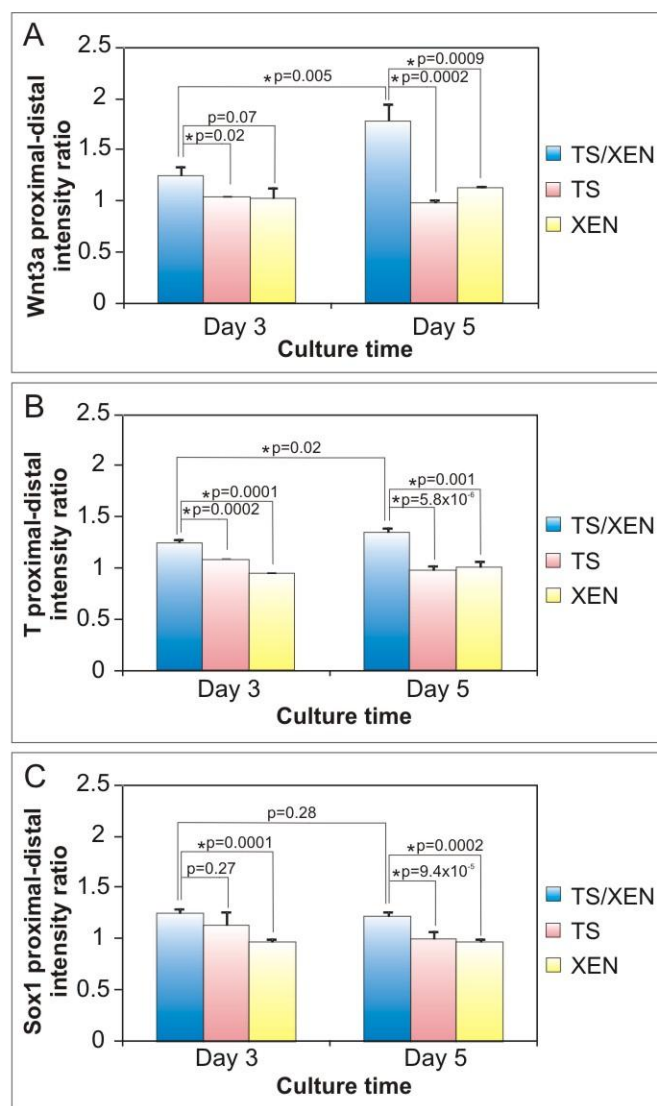 A
2.5
2
1.5
1
0.5
0
Wnt3a proximal-distal
intensity ratio
*p=0.0009
*p=0.005
*p=0.0002
p=0.07
*p=0.02
TS/XEN
TS
XEN
Day 3
Day 5
Culture time
B
2.5
2
1.5
1
0.5
0
T proximal-distal
intensity ratio
*p=0.02
*p=0.001
*p=0.0001
*p=5.8x10⁻⁶
*p=0.0002
TS/XEN
TS
XEN
Day 3
Day 5
Culture time
C
2.5
2
1.5
1
0.5
0
Sox1 proximal-distal
intensity ratio
p=0.28
*p=0.0001
*p=0.0002
p=0.27
*p=9.4x10⁻⁵
TS/XEN
TS
XEN
Day 3
Day 5
Culture time